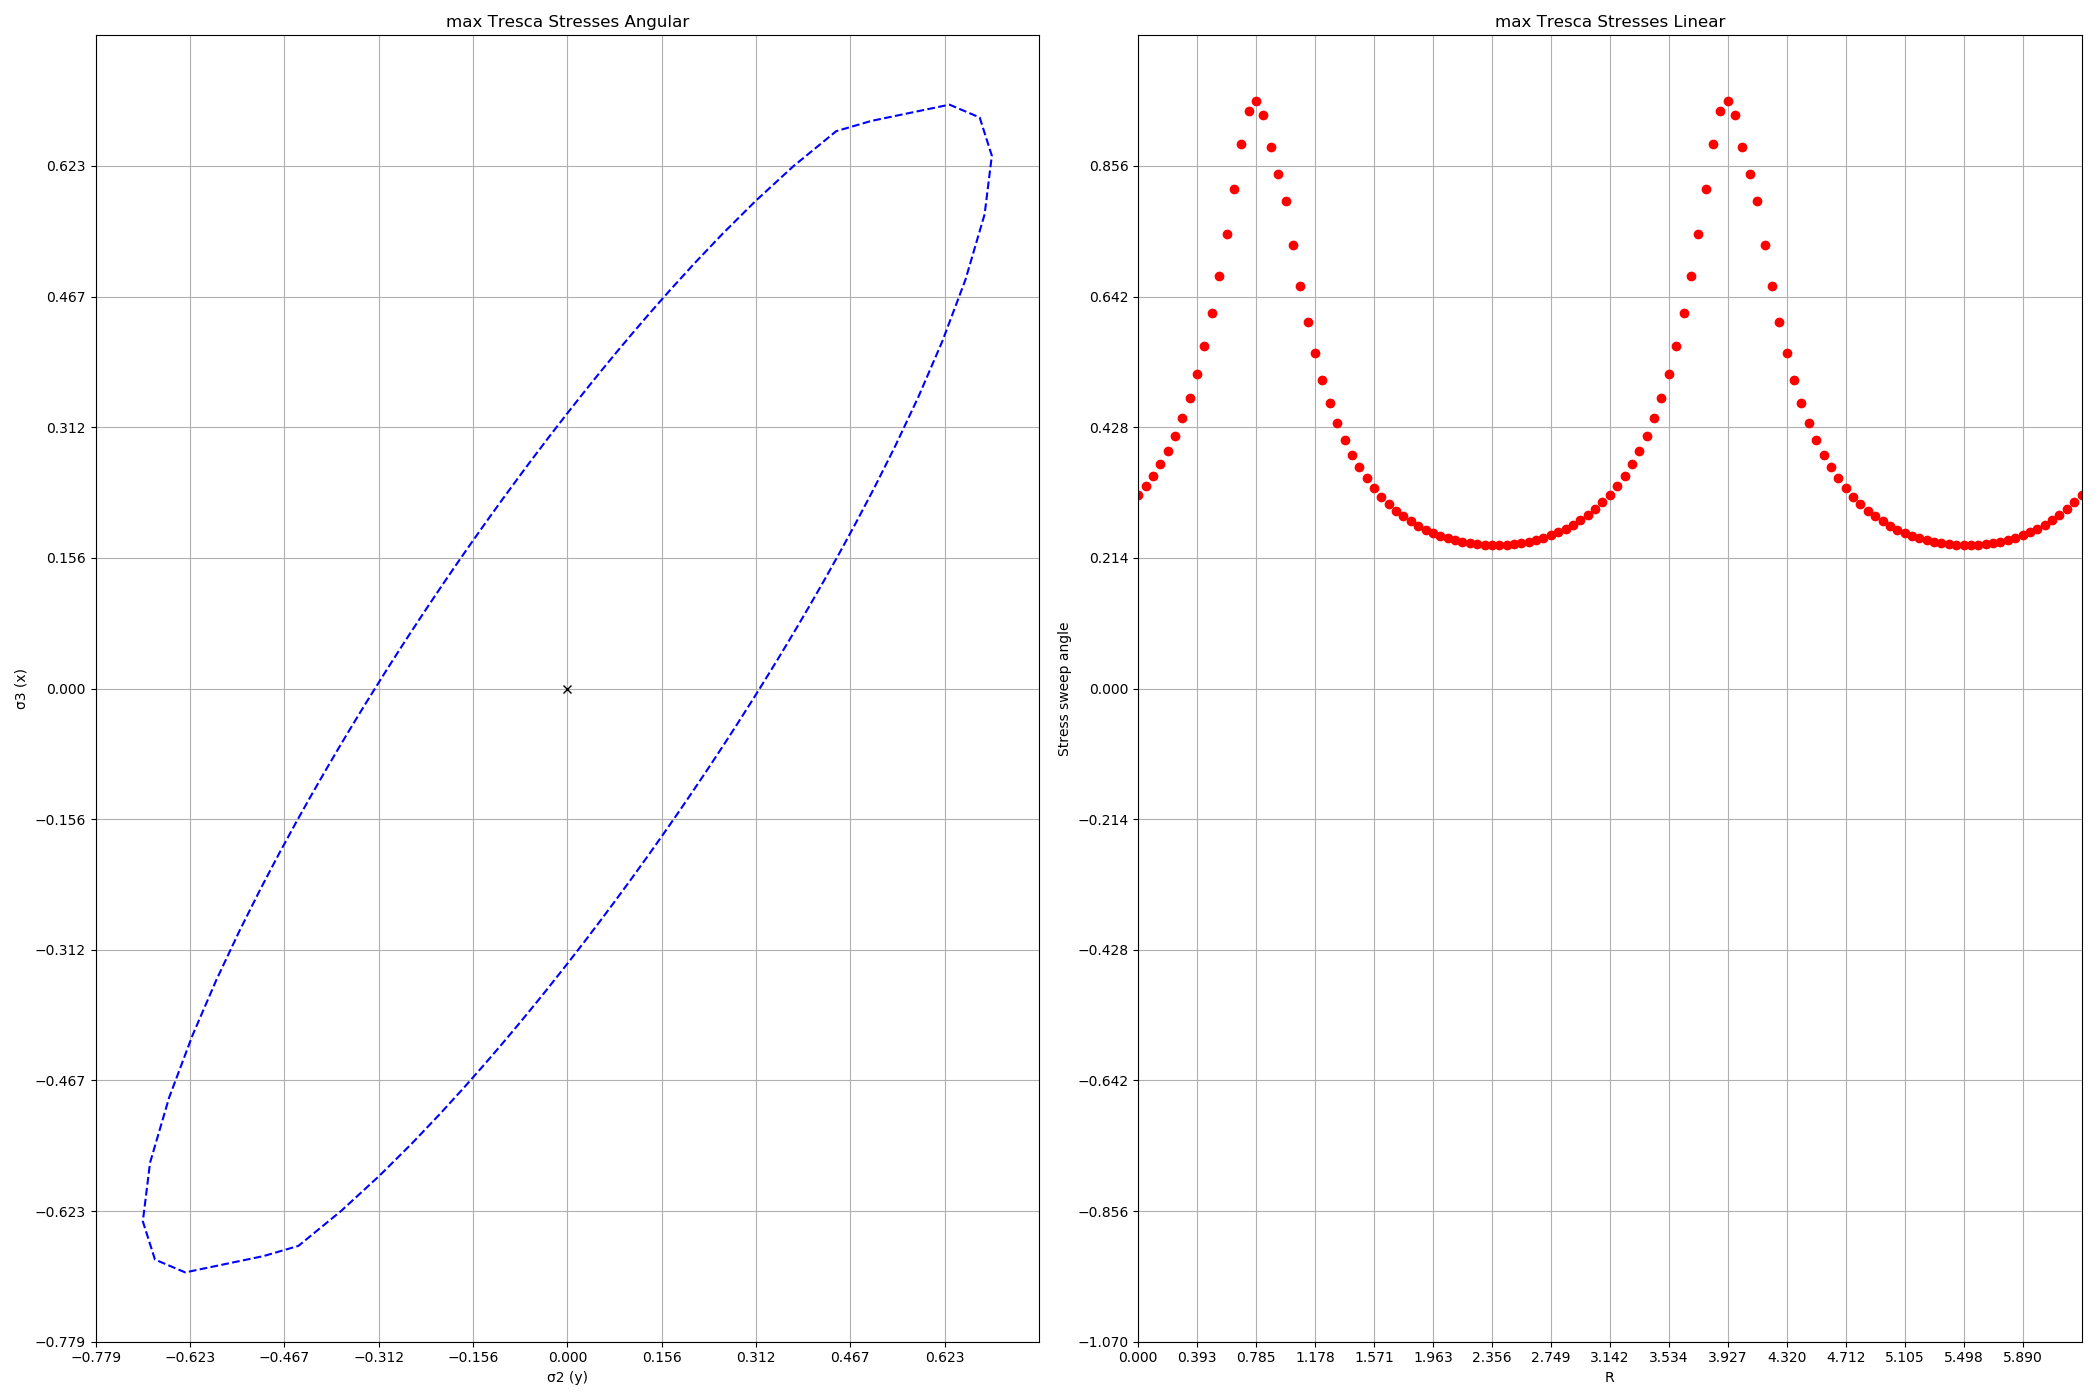 max Tresca Stresses Angular
σ3 (x)
0.623
0.467
0.312
0.156
0.000
−0.156
−0.312
−0.467
−0.623
−0.779
−0.779 −0.623 −0.467 −0.312 −0.156 0.000 0.156 0.312 0.467 0.623
σ2 (y)
max Tresca Stresses Linear
Stress sweep angle
0.856
0.642
0.428
0.214
0.000
−0.214
−0.428
−0.642
−0.856
−1.070
0.000 0.393 0.785 1.178 1.571 1.963 2.356 2.749 3.142 3.534 3.927 4.320 4.712 5.105 5.498 5.890
R